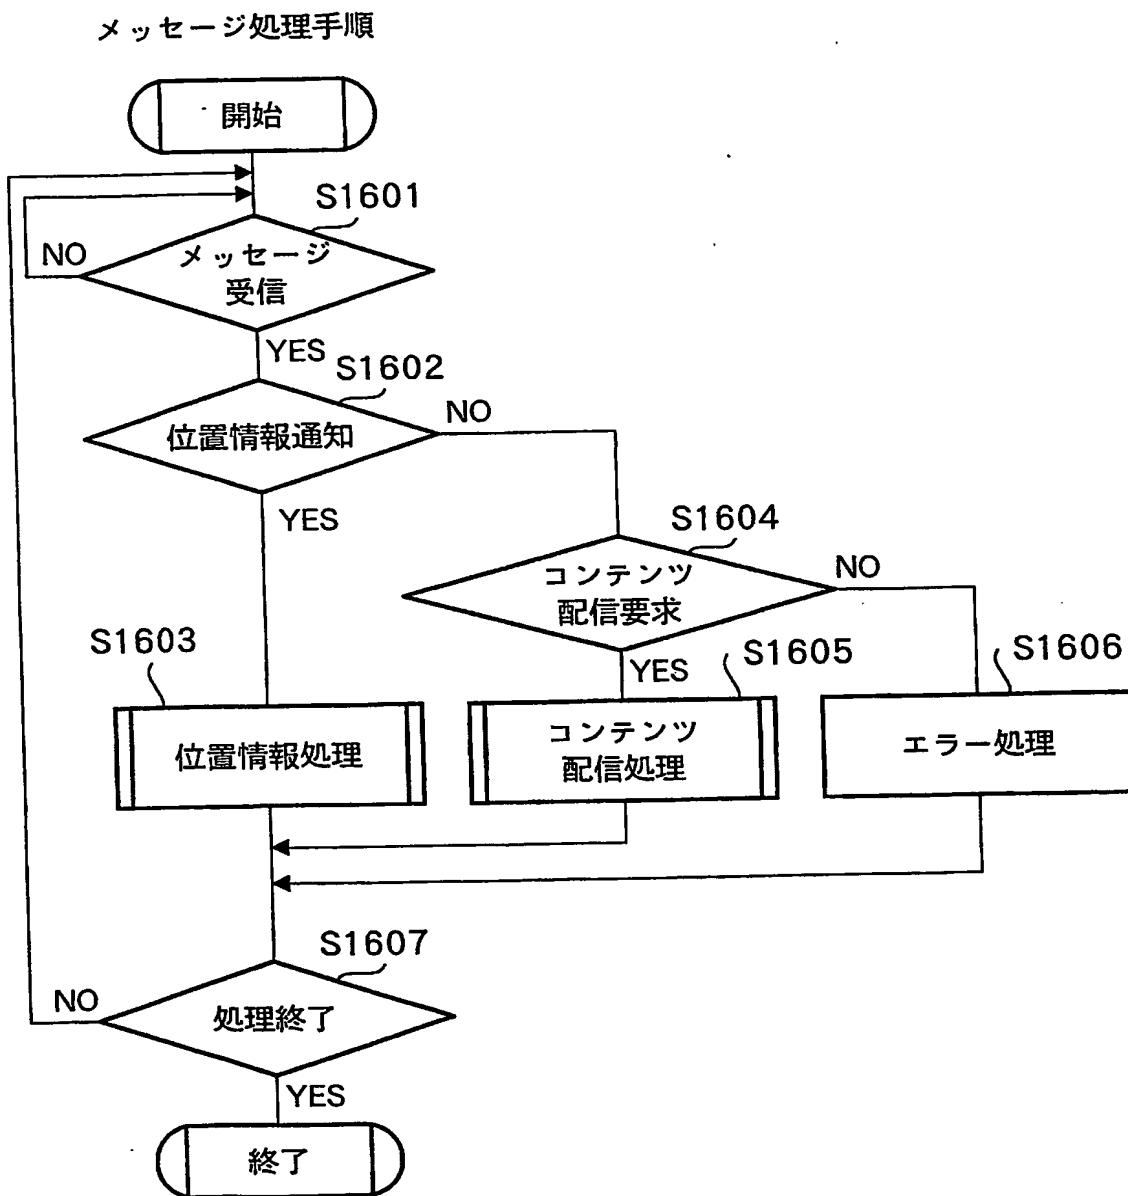 メッセージ処理手順
開始
S1601
NO
メッセージ
受信
YES
S1602
位置情報通知
NO
YES
S1604
コンテンツ
配信要求
NO
YES
S1603
位置情報処理
S1605
コンテンツ
配信処理
S1606
エラー処理
S1607
処理終了
NO
YES
終了